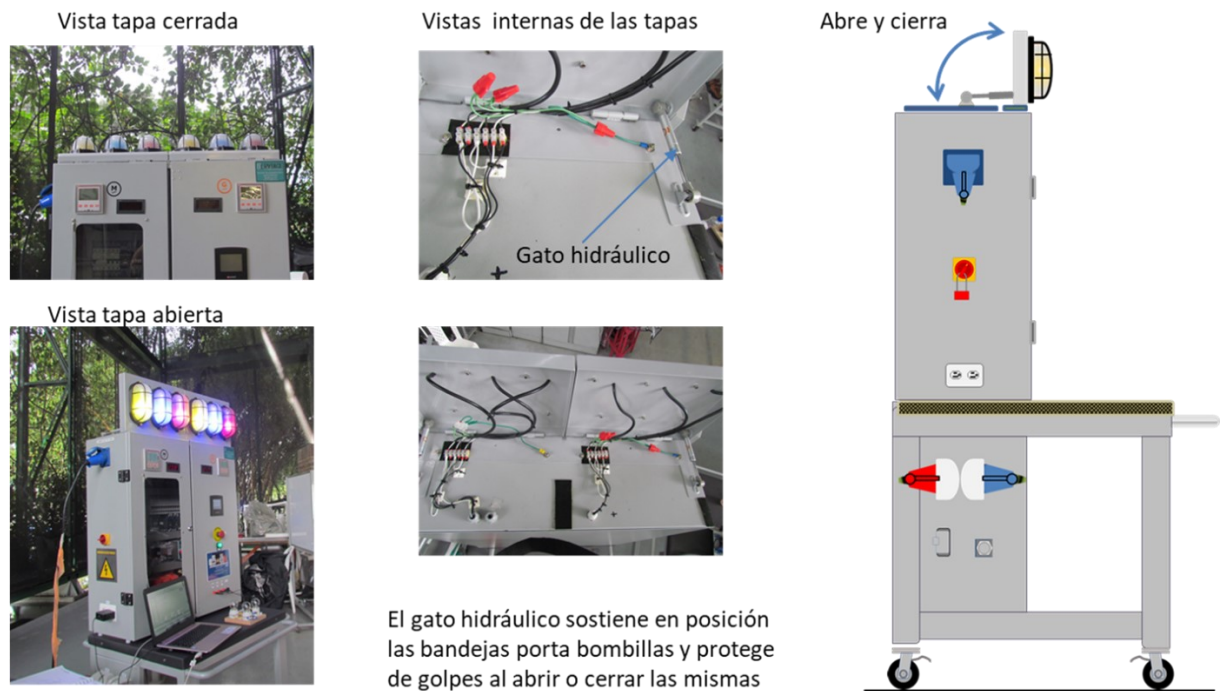 Vista tapa cerrada
Vistas internas de las tapas
Abre y cierra
M
Gato hidráulico
Vista tapa abierta
El gato hidráulico sostiene en posición
las bandejas porta bombillas y protege
de golpes al abrir o cerrar las mismas